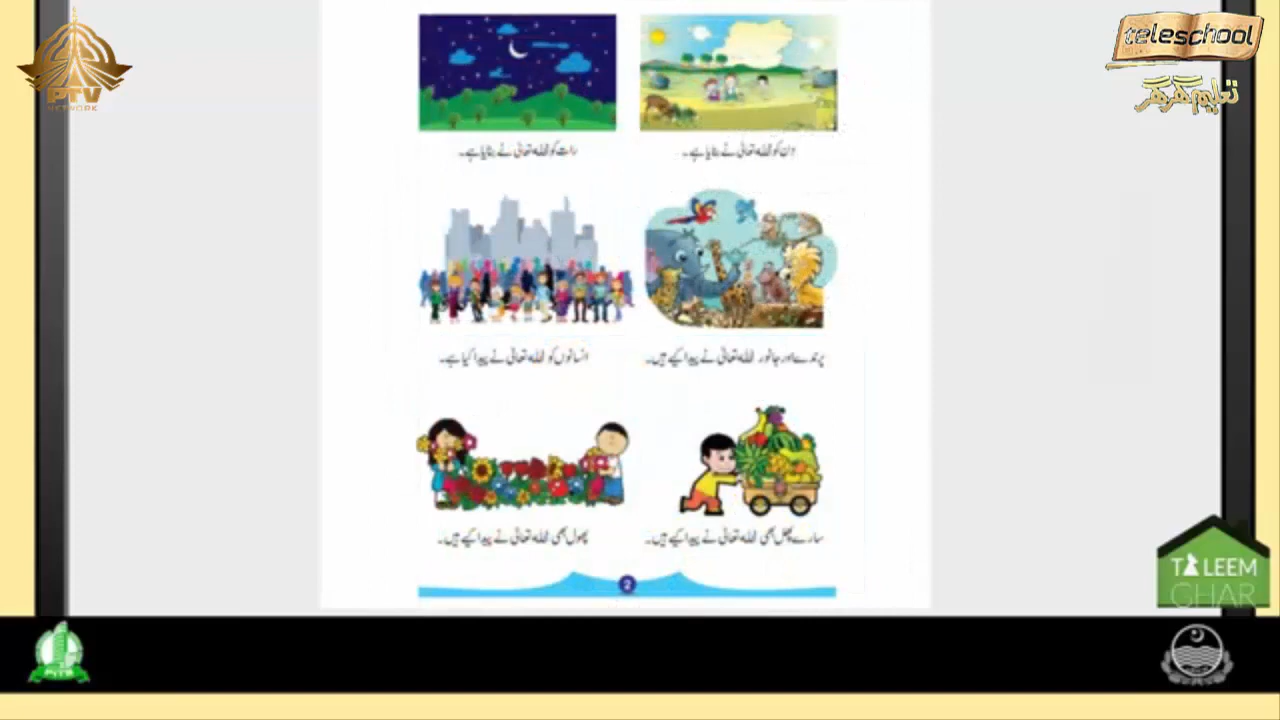 PTV
NETWORK
teleschool
تعلیم گھر گھر
دن کو اللہ تعالیٰ نے بنایا ہے۔
رات کو اللہ تعالیٰ نے بنایا ہے۔
پرندے اور جانور اللہ تعالیٰ نے پیدا کیے ہیں۔
انسانوں کو اللہ تعالیٰ نے پیدا کیا ہے۔
سارے پھل بھی اللہ تعالیٰ نے پیدا کیے ہیں۔
پھول بھی اللہ تعالیٰ نے پیدا کیے ہیں۔
2
TALEEM
GHAR
PITB